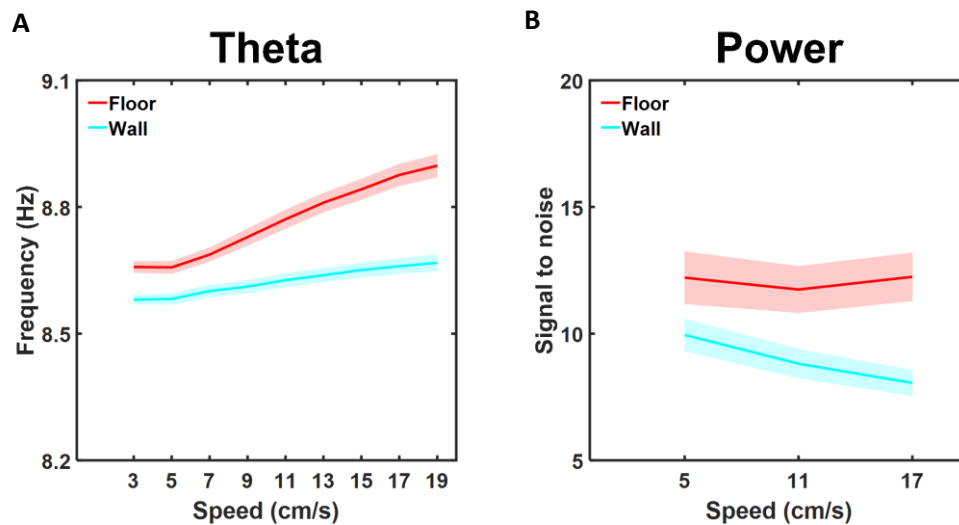 A
Theta
9.1
8.8
8.5
8.2
Frequency (Hz)
Floor
Wall
3 5 7 9 11 13 15 17 19
Speed (cm/s)
B
Power
20
15
10
5
Signal to noise
Floor
Wall
5 11 17
Speed (cm/s)